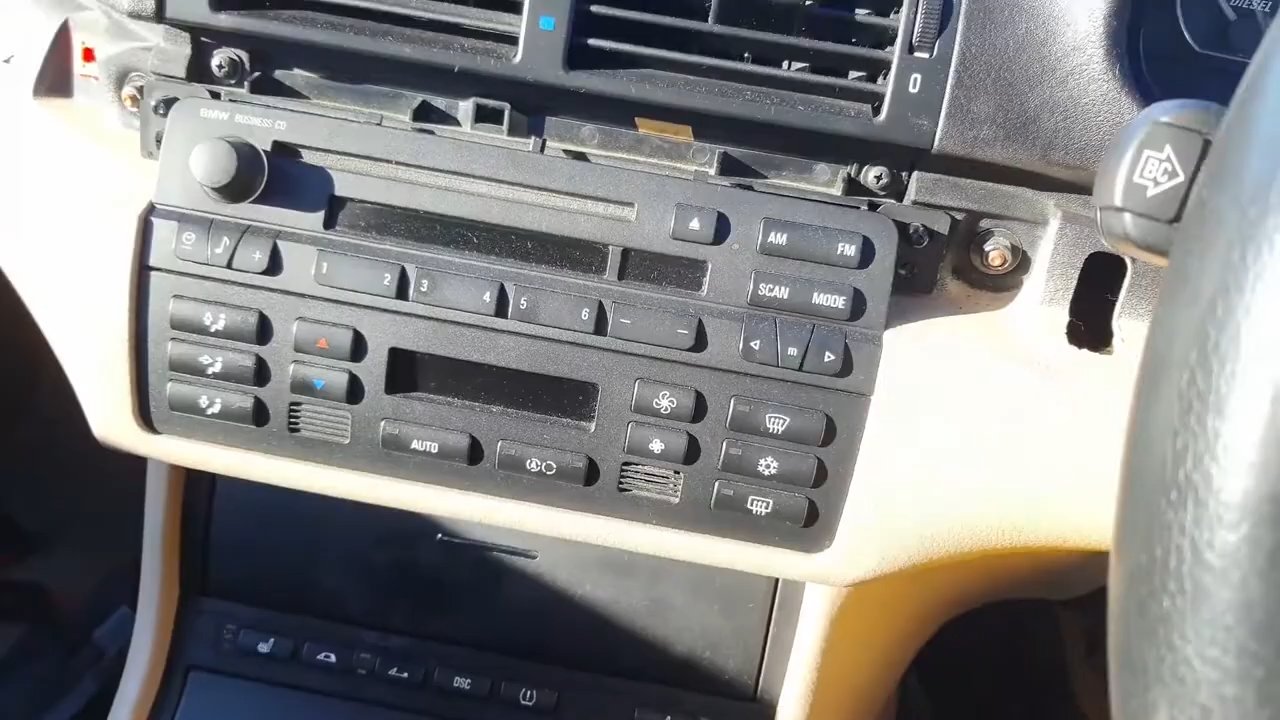 DIESEL
0
BMW BUSINESS CD
BC
AM FM
SCAN MODE
+
1 2
3 4
5 6
– –
m
AUTO
A
DSC